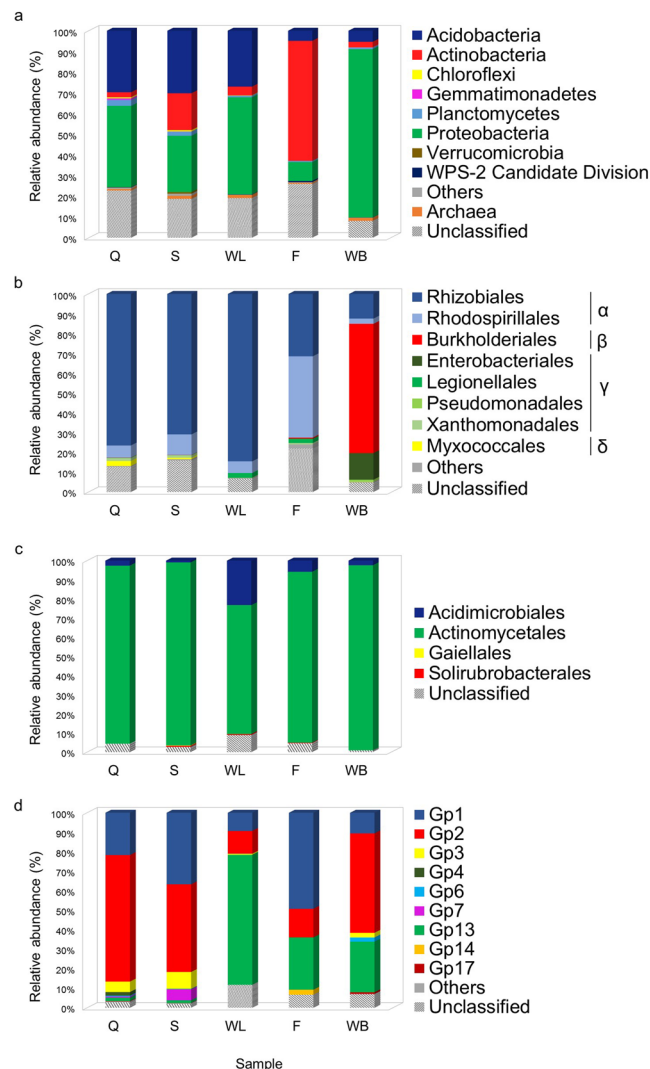 a
Relative abundance (%)
100%
90%
80%
70%
60%
50%
40%
30%
20%
10%
0%
Q S WL F WB
Acidobacteria
Actinobacteria
Chloroflexi
Gemmatimonadetes
Planctomycetes
Proteobacteria
Verrucomicrobia
WPS-2 Candidate Division
Others
Archaea
Unclassified
b
Relative abundance (%)
100%
90%
80%
70%
60%
50%
40%
30%
20%
10%
0%
Q S WL F WB
Rhizobiales
Rhodospirillales
α
Burkholderiales
β
Enterobacteriales
Legionellales
Pseudomonadales
Xanthomonadales
γ
Myxococcales
δ
Others
Unclassified
c
Relative abundance (%)
100%
90%
80%
70%
60%
50%
40%
30%
20%
10%
0%
Q S WL F WB
Acidimicrobiales
Actinomycetales
Gaiellales
Solirubrobacterales
Unclassified
d
Relative abundance (%)
100%
90%
80%
70%
60%
50%
40%
30%
20%
10%
0%
Q S WL F WB
Gp1
Gp2
Gp3
Gp4
Gp6
Gp7
Gp13
Gp14
Gp17
Others
Unclassified
Sample